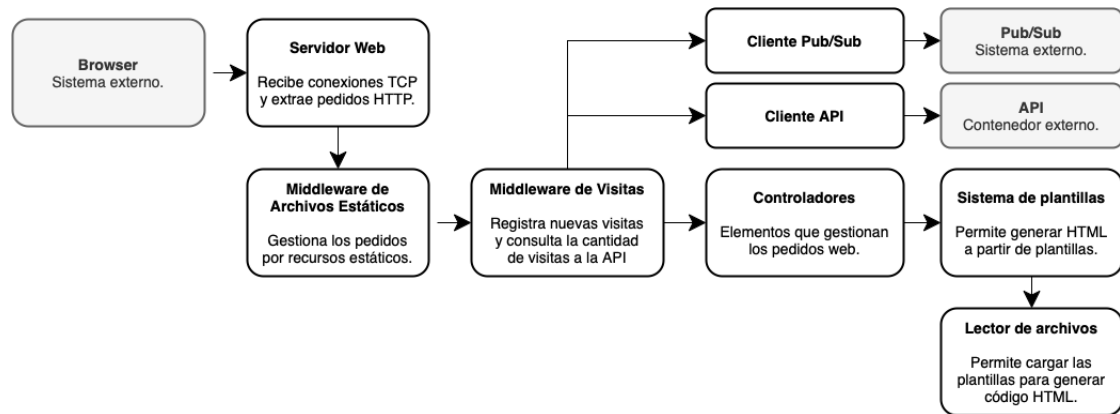 Browser
Sistema externo.
Servidor Web
Recibe conexiones TCP
y extrae pedidos HTTP.
Cliente Pub/Sub
Pub/Sub
Sistema externo.
Cliente API
API
Contenedor externo.
Middleware de
Archivos Estáticos
Gestiona los pedidos
por recursos estáticos.
Middleware de Visitas
Registra nuevas visitas
y consulta la cantidad
de visitas a la API
Controladores
Elementos que gestionan
los pedidos web.
Sistema de plantillas
Permite generar HTML
a partir de plantillas.
Lector de archivos
Permite cargar las
plantillas para generar
código HTML.